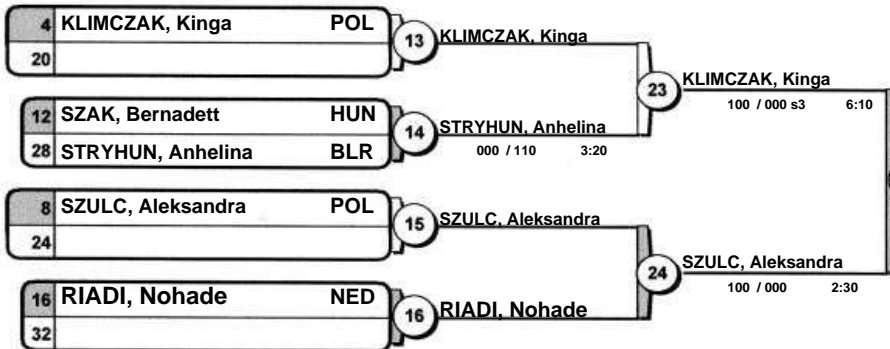 4 KLIMCZAK, Kinga POL
20
13 KLIMCZAK, Kinga
23 KLIMCZAK, Kinga
100 / 000 s3 6:10
12 SZAK, Bernadett HUN
28 STRYHUN, Anhelina BLR
14 STRYHUN, Anhelina
000 / 110 3:20
8 SZULC, Aleksandra POL
24
15 SZULC, Aleksandra
24 SZULC, Aleksandra
100 / 000 2:30
16 RIADI, Nohade NED
32
16 RIADI, Nohade